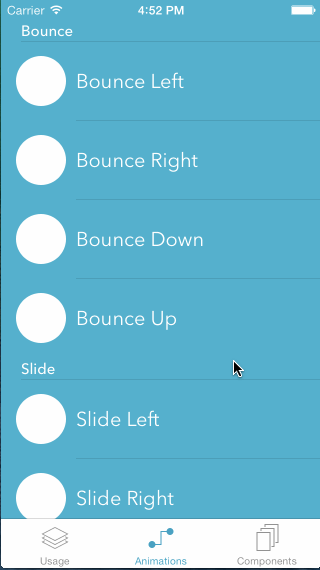 Carrier 4:52 PM
Bounce
Bounce Left
Bounce Right
Bounce Down
Bounce Up
Slide
Slide Left
Slide Right
Usage Animations Components